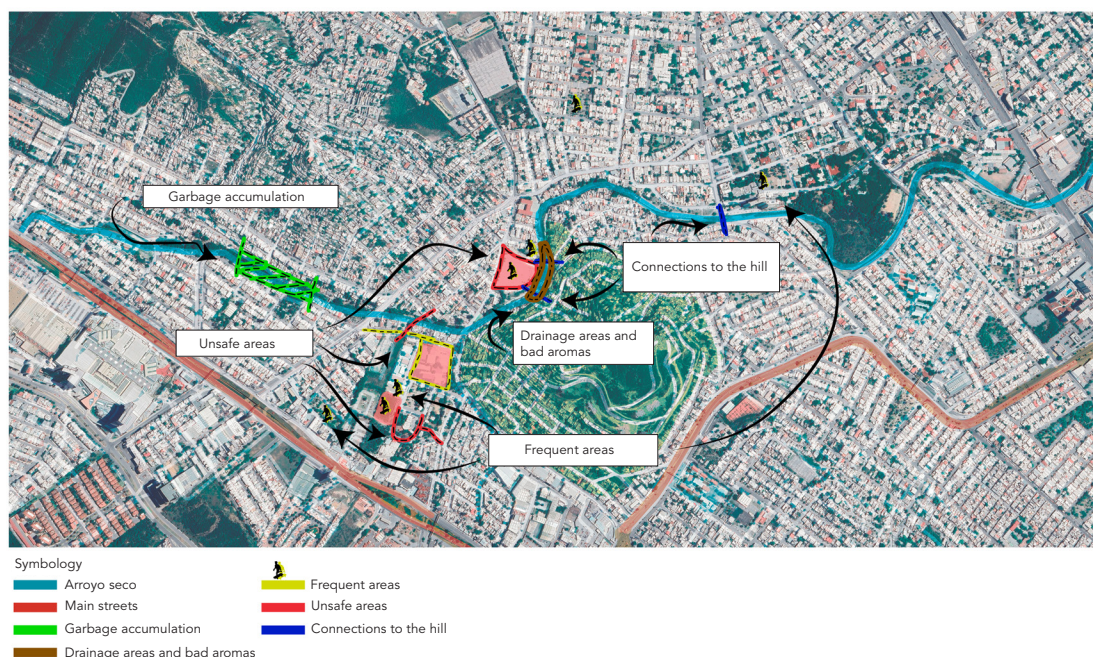 Garbage accumulation
Connections to the hill
Unsafe areas
Drainage areas and
bad aromas
Frequent areas
Symbology
Arroyo seco
Main streets
Garbage accumulation
Drainage areas and bad aromas
Frequent areas
Unsafe areas
Connections to the hill